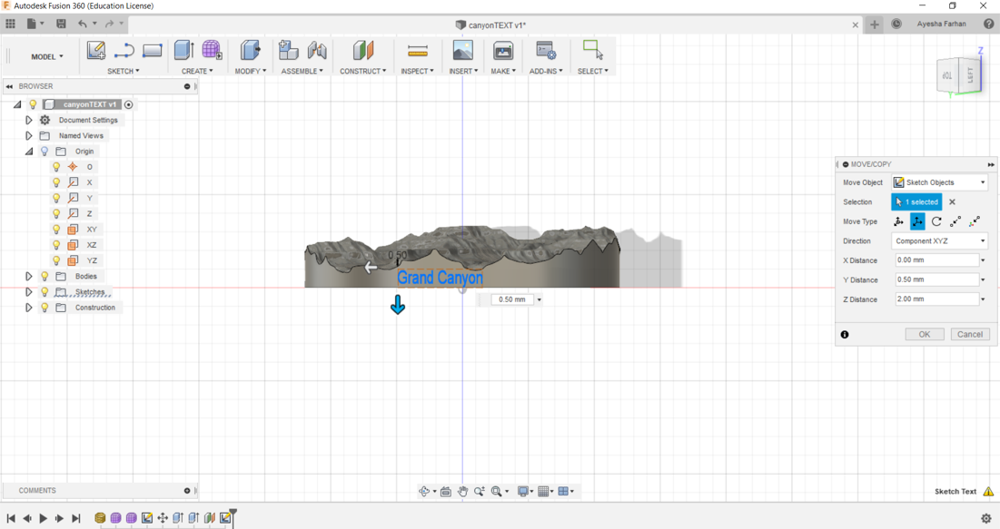 Autodesk Fusion 360 (Education License)
canyonTEXT v1*
Ayesha Farhan
MODEL
SKETCH
CREATE
MODIFY
ASSEMBLE
CONSTRUCT
INSPECT
INSERT
MAKE
ADD-INS
SELECT
BROWSER
canyonTEXT v1
Document Settings
Named Views
Origin
O
X
Y
Z
XY
XZ
YZ
Bodies
Sketches
Construction
Z
TOP
LEFT
Y
0.50
Grand Canyon
0.50 mm
MOVE/COPY
Move Object Sketch Objects
Selection 1 selected
Move Type
Direction Component XYZ
X Distance 0.00 mm
Y Distance 0.50 mm
Z Distance 2.00 mm
OK Cancel
COMMENTS
Sketch Text